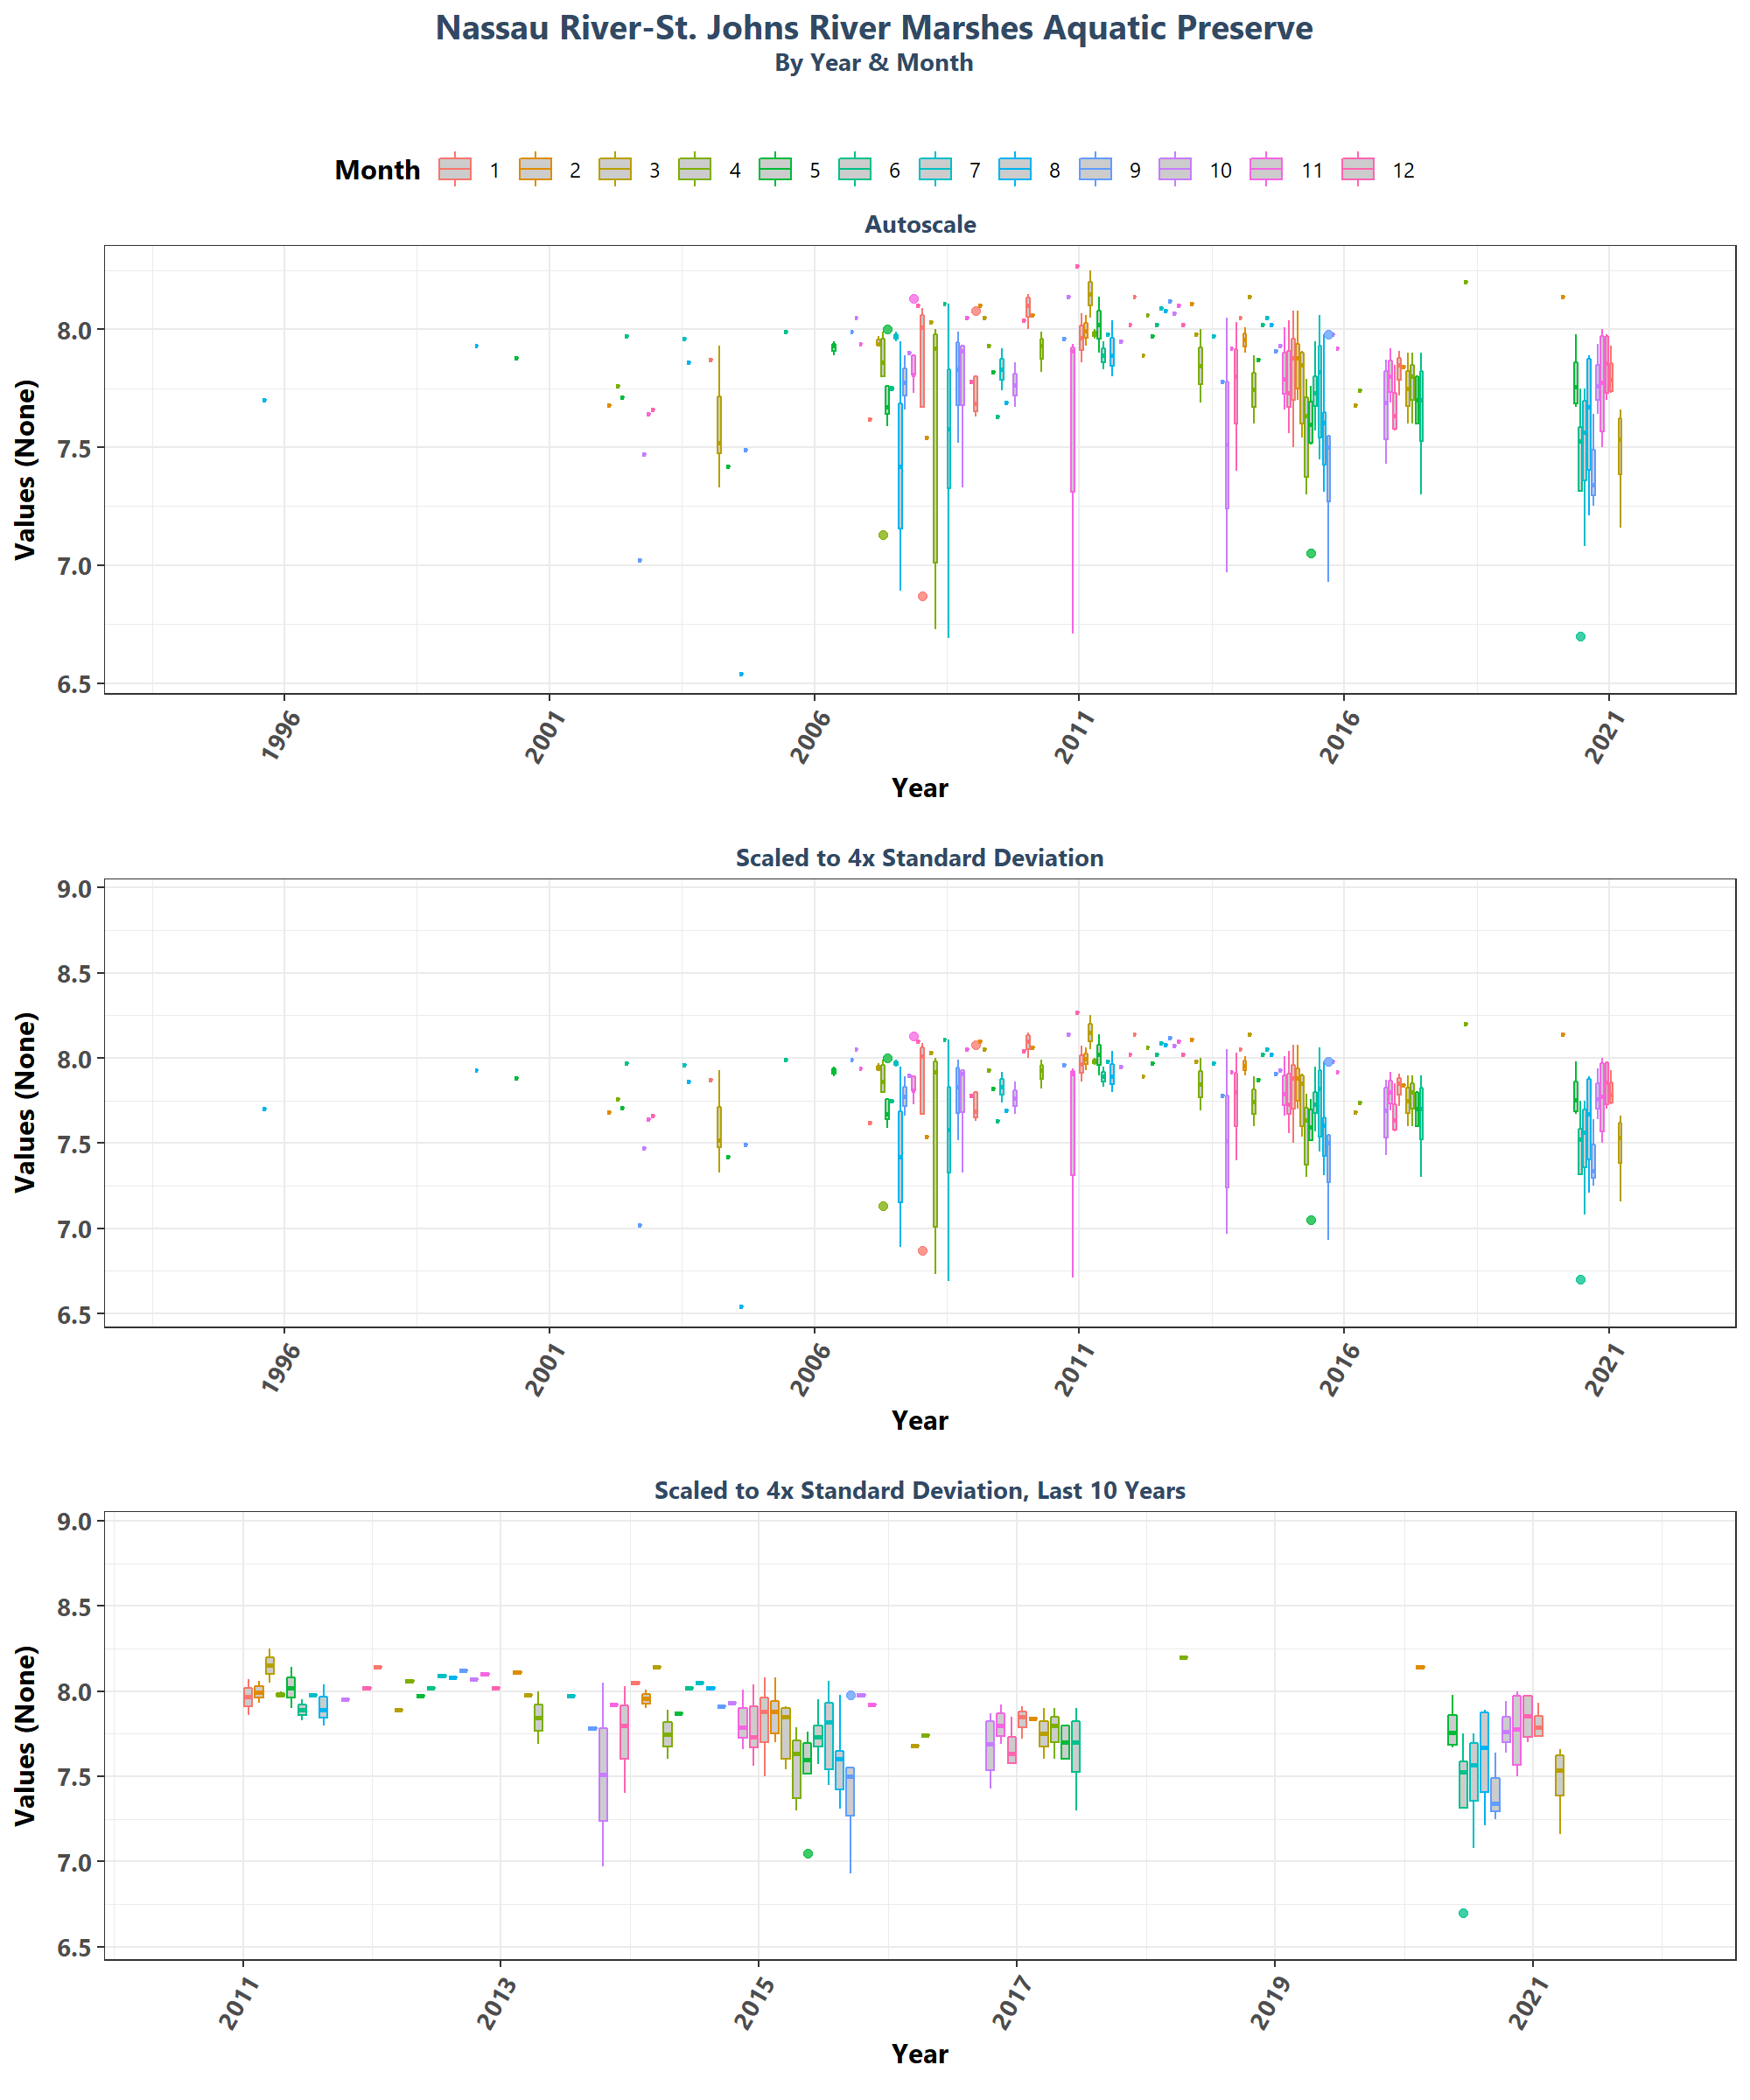 Nassau River-St. Johns River Marshes Aquatic Preserve
By Year & Month
Month 1 2 3 4 5 6 7 8 9 10 11 12
Autoscale
Values (None)
8.0
7.5
7.0
6.5
1996 2001 2006 2011 2016 2021
Year
Scaled to 4x Standard Deviation
Values (None)
9.0
8.5
8.0
7.5
7.0
6.5
1996 2001 2006 2011 2016 2021
Year
Scaled to 4x Standard Deviation, Last 10 Years
Values (None)
9.0
8.5
8.0
7.5
7.0
6.5
2011 2013 2015 2017 2019 2021
Year